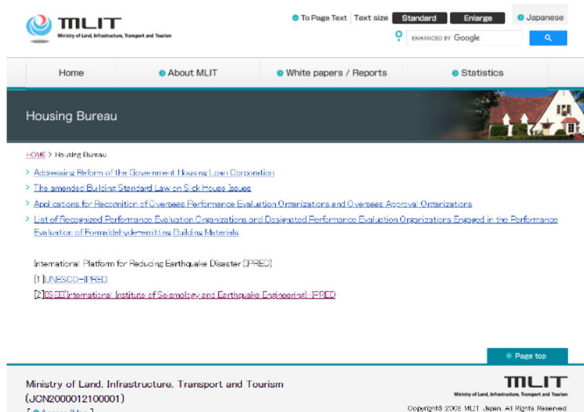 MLIT
Ministry of Land, Infrastructure, Transport and Tourism
To Page Text Text size Standard Enlarge Japanese
ENHANCED BY Google
Home About MLIT White papers / Reports Statistics
Housing Bureau
HOME > Housing Bureau
Addressing Reform of the Government Housing Loan Corporation
The amended Building Standard Law on Sick House Issues
Applications for Recognition of Overseas Performance Evaluation Organizations and Overseas Approval Organizations
List of Recognized Performance Evaluation Organizations and Designated Performance Evaluation Organizations Engaged in the Performance
Evaluation of Formaldehyde-emitting Building Materials
International Platform for Reducing Earthquake Disaster (IPRED)
[1]UNESCO-IPRED
[2]IISEE(International Institute of Seismology and Earthquake Engineering)-IPRED
Page top
Ministry of Land, Infrastructure, Transport and Tourism
(JCN2000012100001)
MLIT
Ministry of Land, Infrastructure, Transport and Tourism
Copyright© 2008 MLIT Japan. All Rights Reserved.